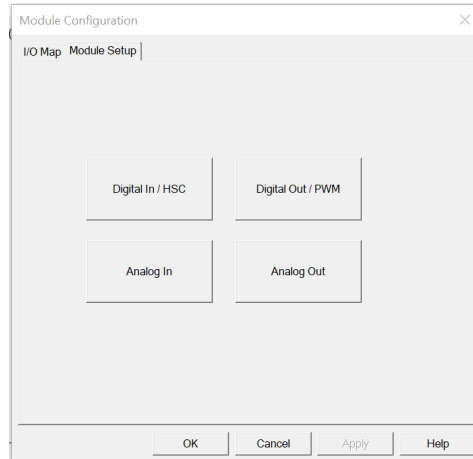 Module Configuration
I/O Map Module Setup
Digital In / HSC Digital Out / PWM
Analog In Analog Out
OK Cancel Apply Help